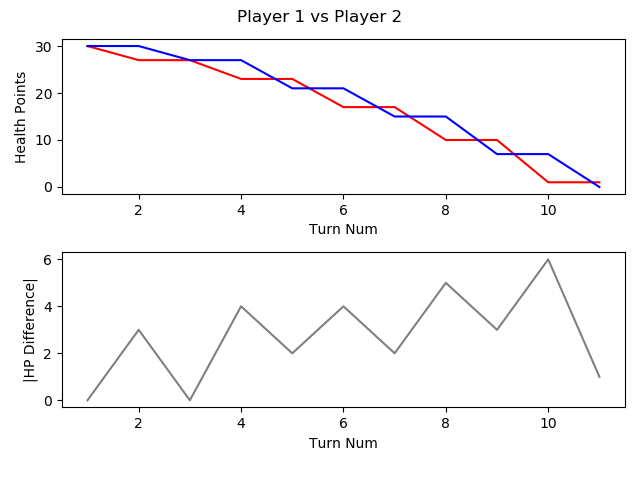 Player 1 vs Player 2
30
20
10
0
Health Points
2 4 6 8 10
Turn Num
6
4
2
0
|HP Difference|
2 4 6 8 10
Turn Num